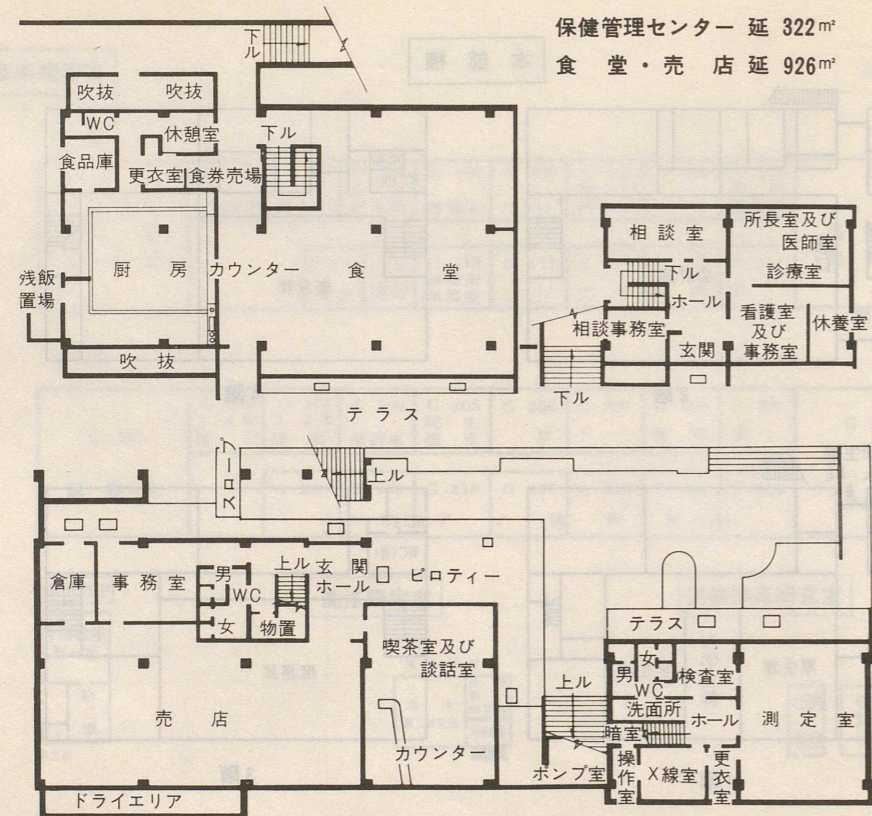 保健管理センター 延 322㎡
食 堂・売 店 延 926㎡
下ル
吹抜
吹抜
WC
休憩室
下ル
食品庫
更衣室
食券売場
厨房
カウンター
食堂
残飯
置場
吹抜
テラス
相談室
所長室及び
医師室
下ル
診療室
ホール
相談事務室
看護室
及び
事務室
休養室
玄関
下ル
スロープ
上ル
倉庫
事務室
男
WC
女
上ル
物置
玄関
ホール
ピロティー
喫茶室及び
談話室
売店
カウンター
ドライエリア
上ル
ポンプ室
テラス
男
女
WC
検査室
洗面所
ホール
測定室
暗室
操作室
X線室
更衣室